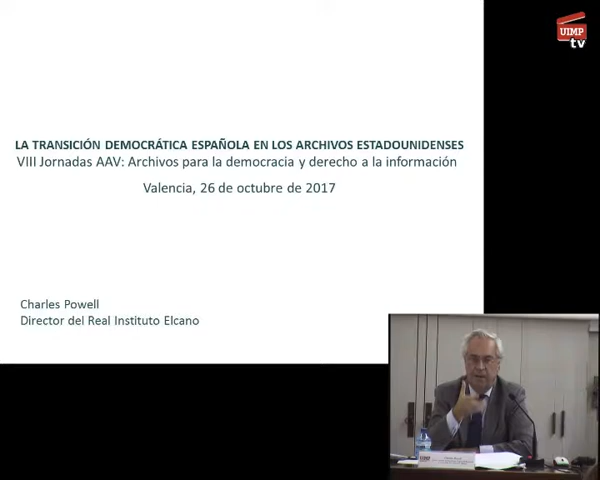 UIMP
tv
LA TRANSICIÓN DEMOCRÁTICA ESPAÑOLA EN LOS ARCHIVOS ESTADOUNIDENSES
VIII Jornadas AAV: Archivos para la democracia y derecho a la información
Valencia, 26 de octubre de 2017
Charles Powell
Director del Real Instituto Elcano
UIMP